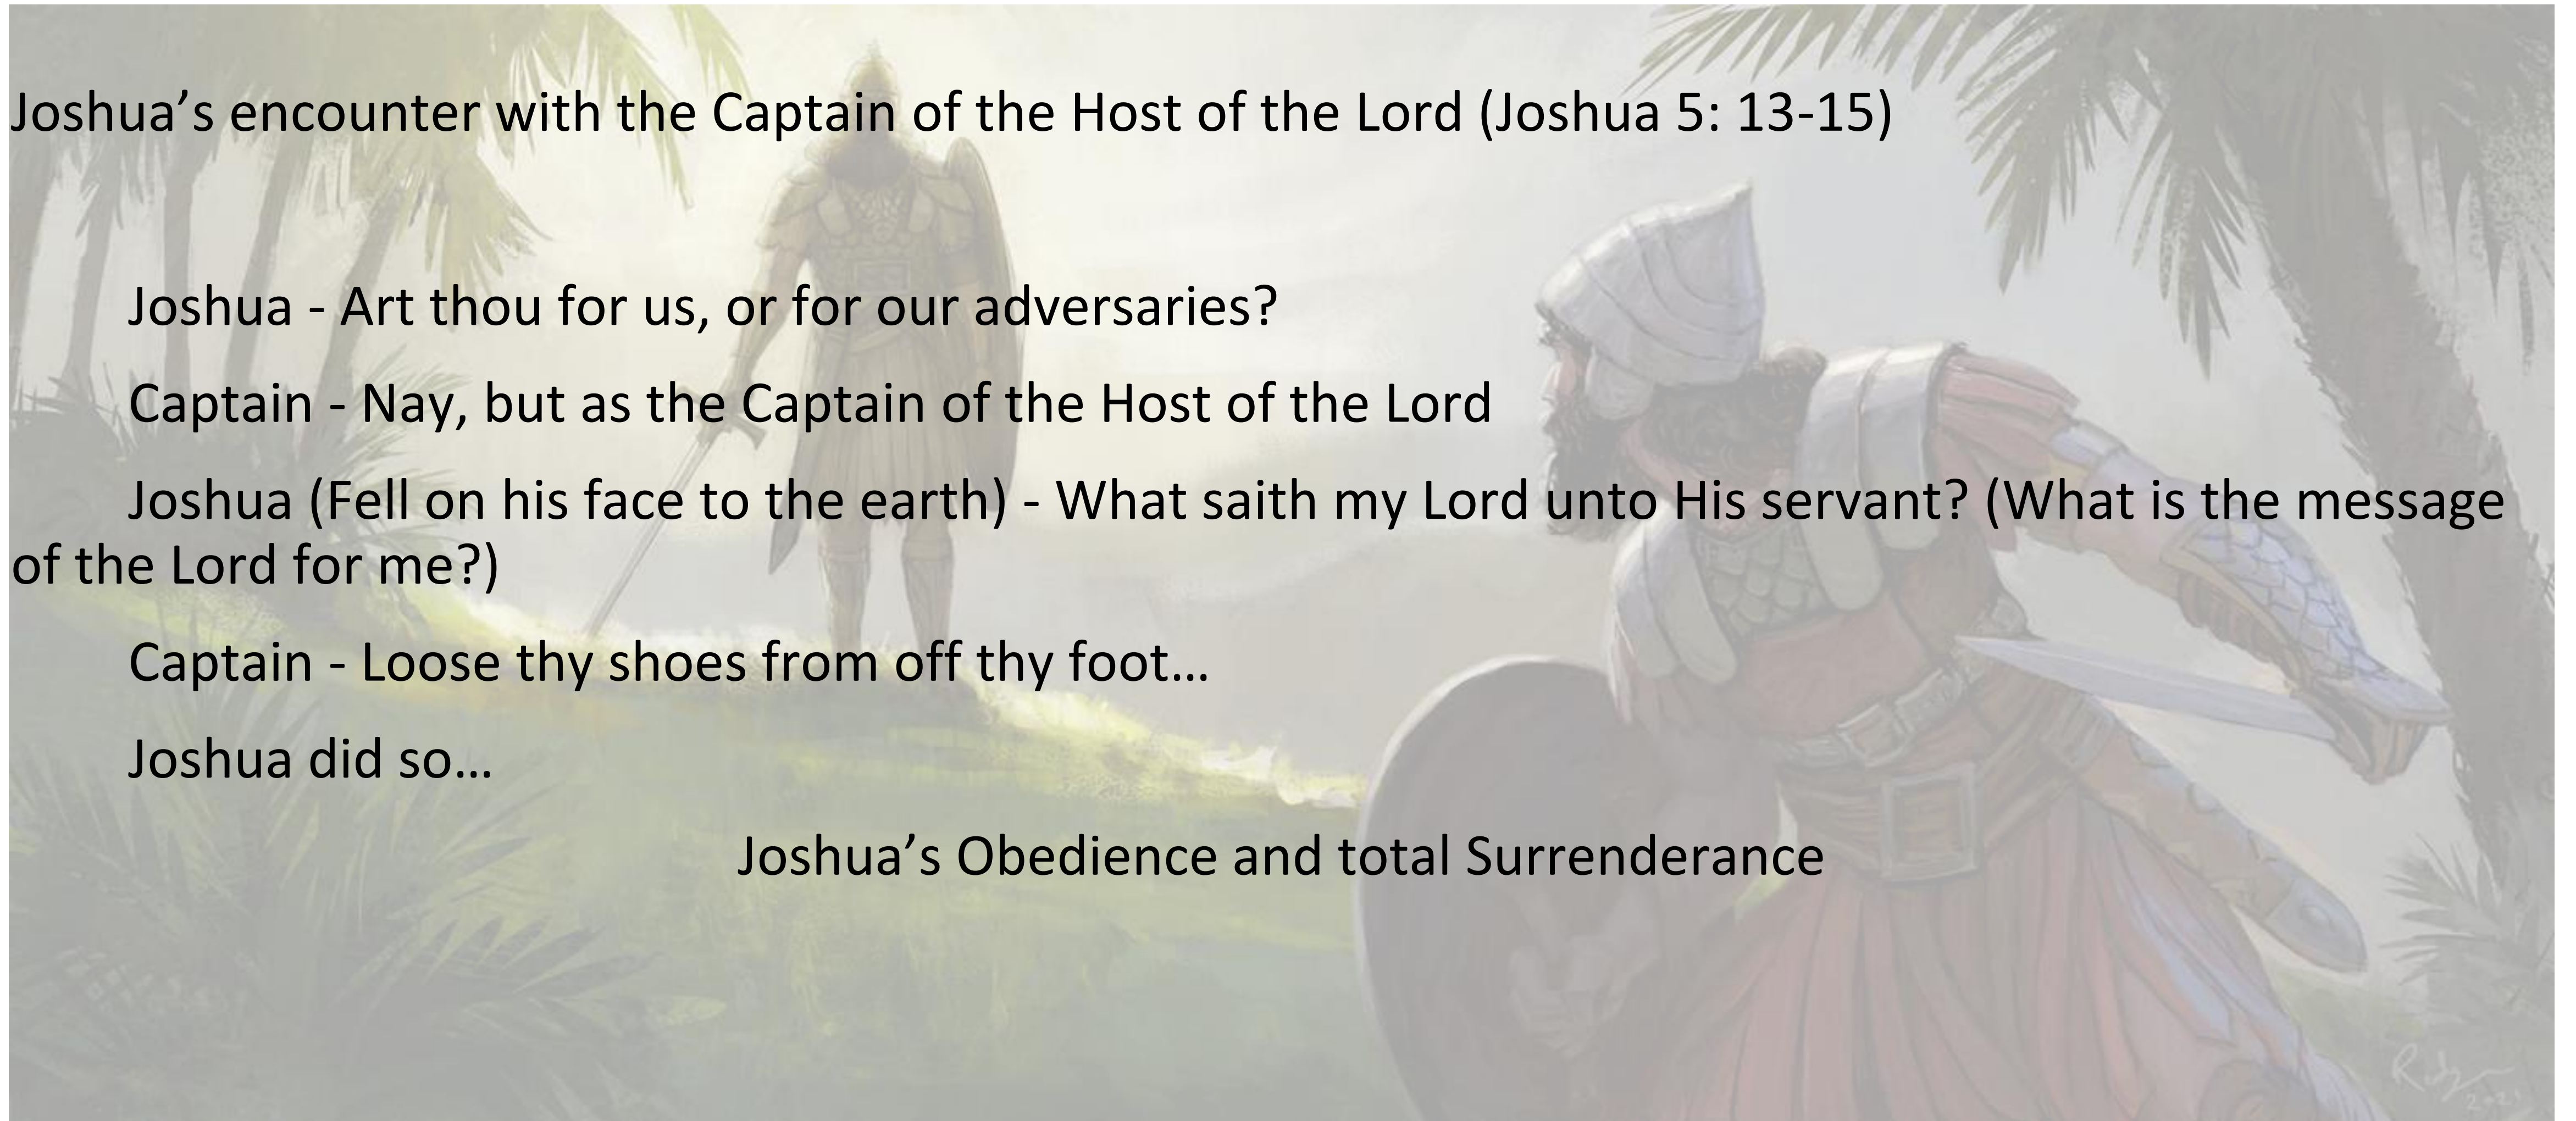 Joshua’s encounter with the Captain of the Host of the Lord (Joshua 5: 13-15)
Joshua - Art thou for us, or for our adversaries?
Captain - Nay, but as the Captain of the Host of the Lord
Joshua (Fell on his face to the earth) - What saith my Lord unto His servant? (What is the message
of the Lord for me?)
Captain - Loose thy shoes from off thy foot…
Joshua did so…
Joshua’s Obedience and total Surrenderance